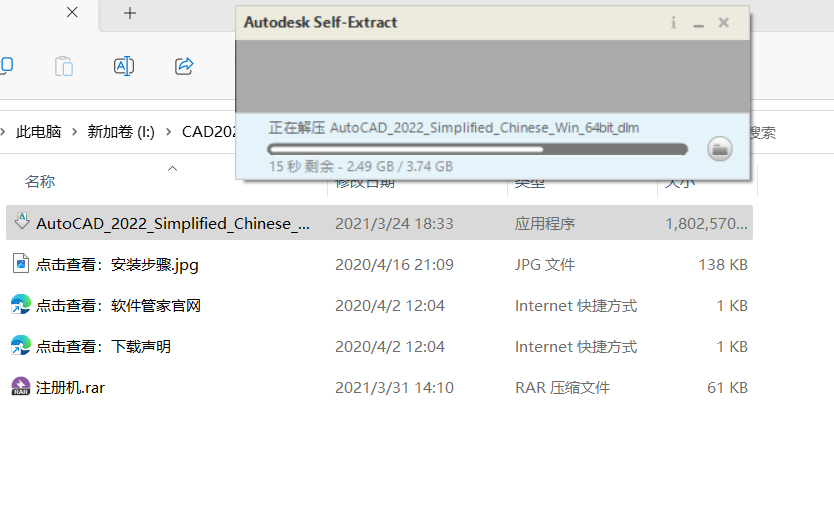 Autodesk Self-Extract
正在解压 AutoCAD_2022_Simplified_Chinese_Win_64bit_dlm
15 秒 剩余 - 2.49 GB / 3.74 GB
此电脑 > 新加卷 (I:) > CAD202
搜索
名称 修改日期 类型 大小
AutoCAD_2022_Simplified_Chinese_... 2021/3/24 18:33 应用程序 1,802,570...
点击查看：安装步骤.jpg 2020/4/16 21:09 JPG 文件 138 KB
点击查看：软件管家官网 2020/4/2 12:04 Internet 快捷方式 1 KB
点击查看：下载声明 2020/4/2 12:04 Internet 快捷方式 1 KB
注册机.rar 2021/3/31 14:10 RAR 压缩文件 61 KB